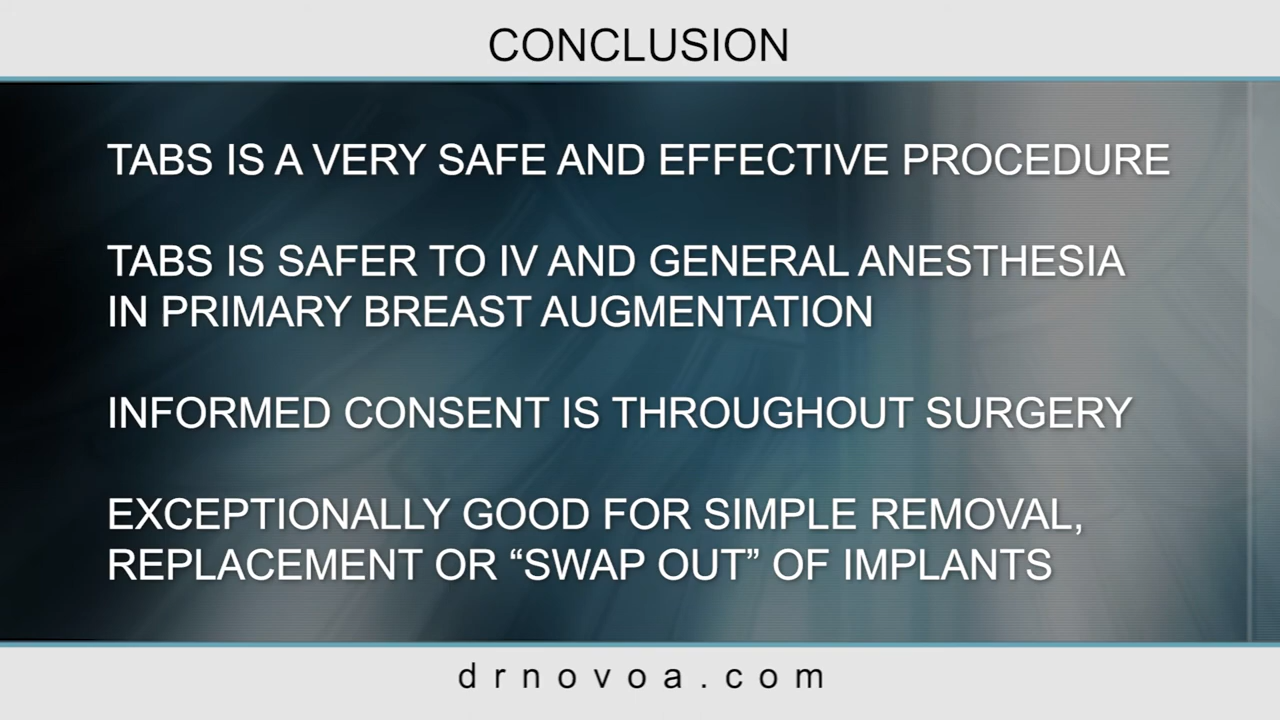 CONCLUSION
TABS IS A VERY SAFE AND EFFECTIVE PROCEDURE
TABS IS SAFER TO IV AND GENERAL ANESTHESIA
IN PRIMARY BREAST AUGMENTATION
INFORMED CONSENT IS THROUGHOUT SURGERY
EXCEPTIONALLY GOOD FOR SIMPLE REMOVAL,
REPLACEMENT OR “SWAP OUT” OF IMPLANTS
drnovoa.com